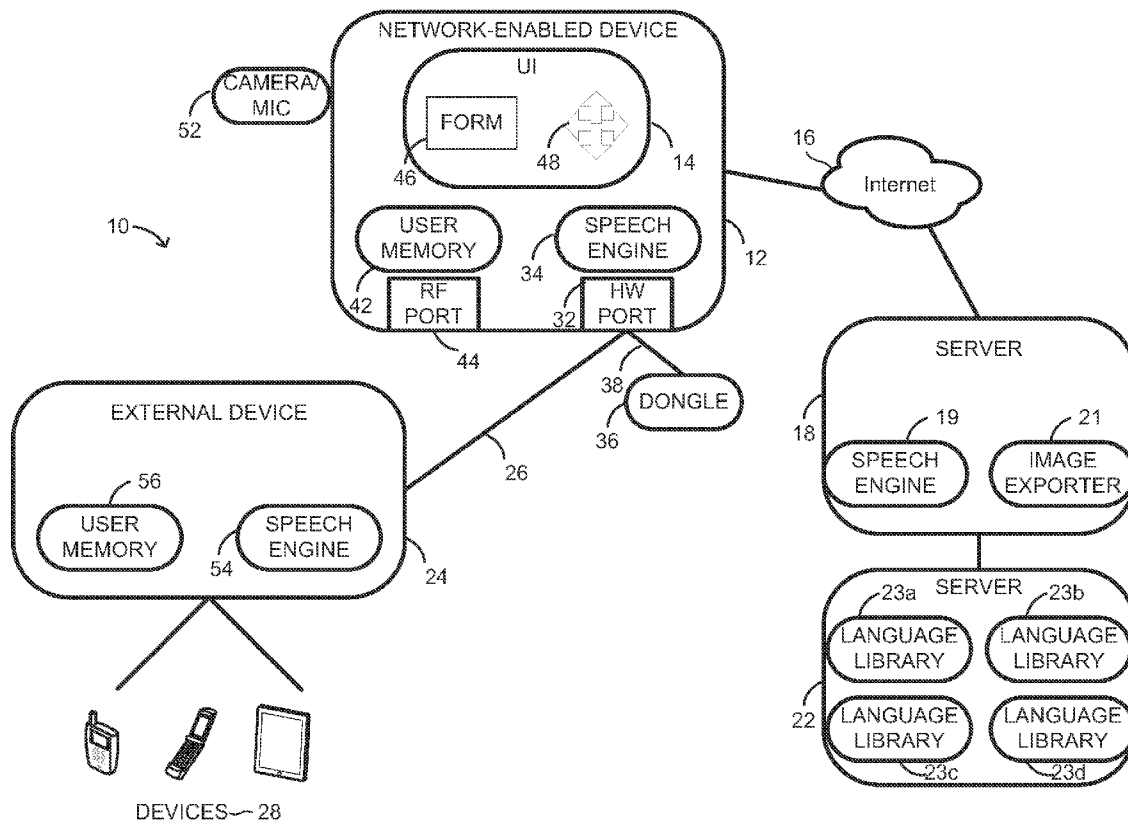 NETWORK-ENABLED DEVICE
UI
CAMERA/
MIC
52
FORM
46
48
14
16
Internet
10
USER
MEMORY
SPEECH
ENGINE
34
12
42
RF
PORT
32
HW
PORT
44
38
DONGLE
36
SERVER
18
19
21
SPEECH
ENGINE
IMAGE
EXPORTER
EXTERNAL DEVICE
26
56
USER
MEMORY
SPEECH
ENGINE
54
24
SERVER
23a
23b
LANGUAGE
LIBRARY
LANGUAGE
LIBRARY
22
LANGUAGE
LIBRARY
LANGUAGE
LIBRARY
23c
23d
DEVICES 28